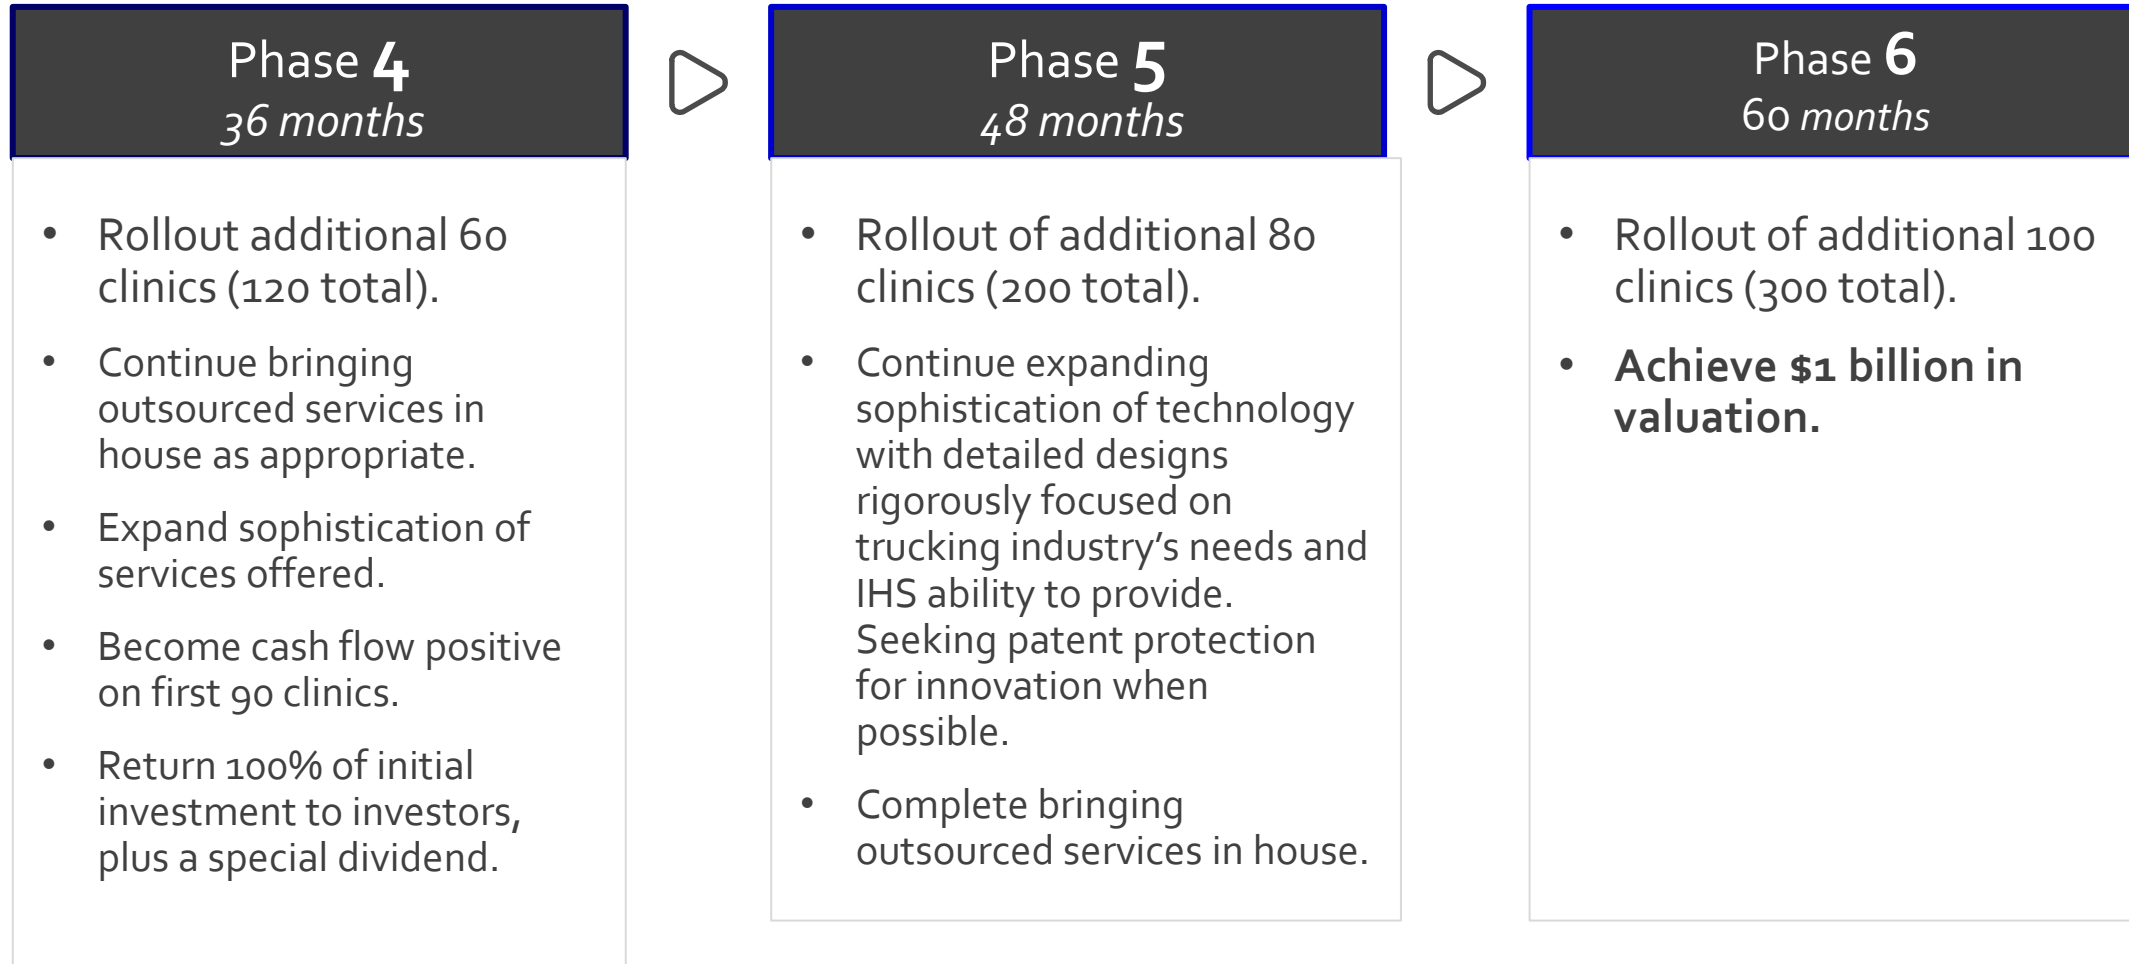 Phase 4
36 months
• Rollout additional 60
clinics (120 total).
• Continue bringing
outsourced services in
house as appropriate.
• Expand sophistication of
services offered.
• Become cash flow positive
on first 90 clinics.
• Return 100% of initial
investment to investors,
plus a special dividend.
Phase 5
48 months
• Rollout of additional 80
clinics (200 total).
• Continue expanding
sophistication of technology
with detailed designs
rigorously focused on
trucking industry’s needs and
IHS ability to provide.
Seeking patent protection
for innovation when
possible.
• Complete bringing
outsourced services in house.
Phase 6
60 months
• Rollout of additional 100
clinics (300 total).
• Achieve $1 billion in
valuation.